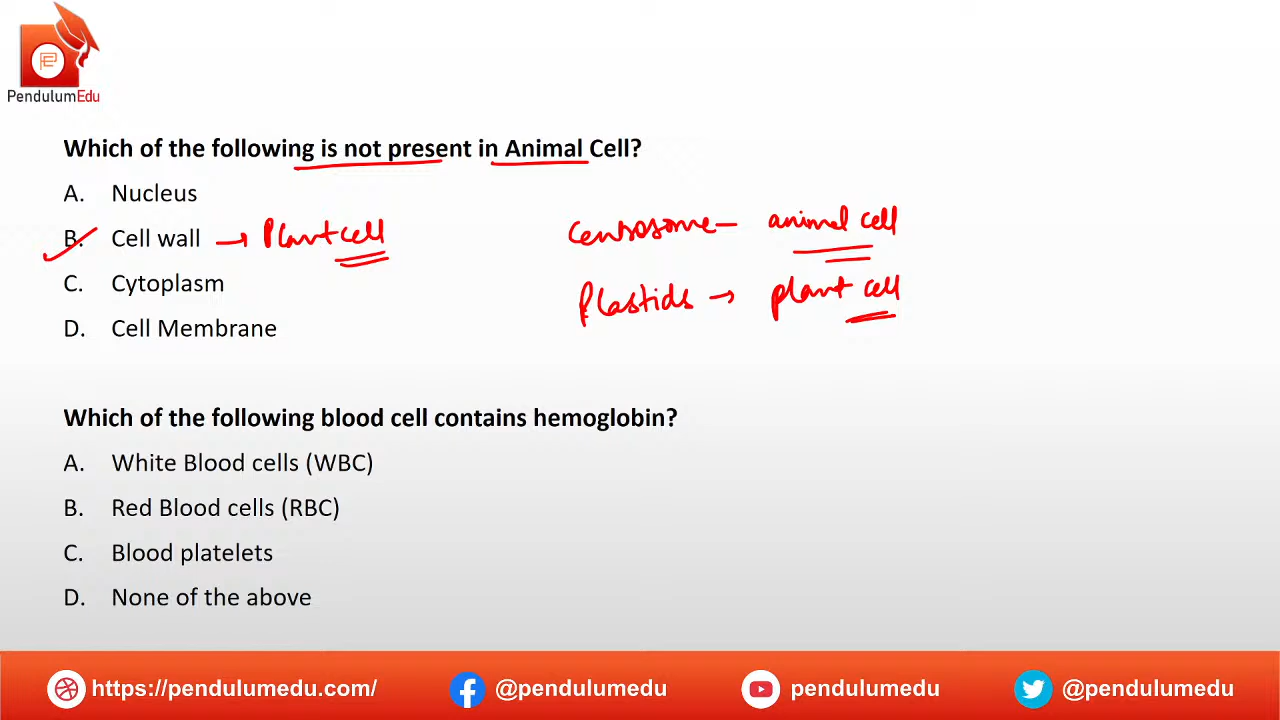 PendulumEdu
Which of the following is not present in Animal Cell?
A. Nucleus
B. Cell wall → Plant cell
C. Cytoplasm
D. Cell Membrane
Centrosome – animal cell
Plastids → plant cell
Which of the following blood cell contains hemoglobin?
A. White Blood cells (WBC)
B. Red Blood cells (RBC)
C. Blood platelets
D. None of the above
https://pendulumedu.com/ @pendulumedu pendulumedu @pendulumedu